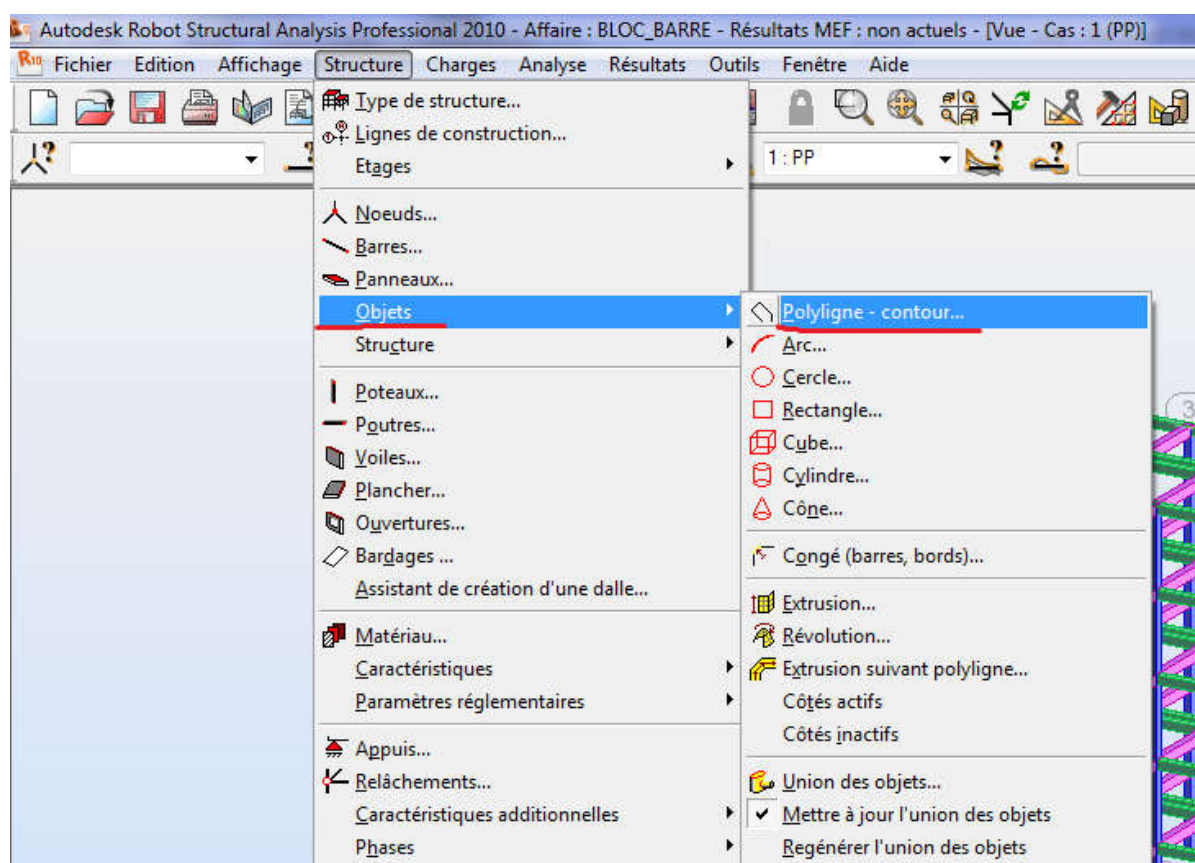 Autodesk Robot Structural Analysis Professional 2010 - Affaire : BLOC_BARRE - Résultats MEF : non actuels - [Vue - Cas : 1 (PP)]
Fichier Edition Affichage Structure Charges Analyse Résultats Outils Fenêtre Aide
1 : PP
Type de structure...
Lignes de construction...
Etages
Noeuds...
Barres...
Panneaux...
Objets
Structure
Poteaux...
Poutres...
Voiles...
Plancher...
Ouvertures...
Bardages ...
Assistant de création d'une dalle...
Matériau...
Caractéristiques
Paramètres réglementaires
Appuis...
Relâchements...
Caractéristiques additionnelles
Phases
Polyligne - contour...
Arc...
Cercle...
Rectangle...
Cube...
Cylindre...
Cône...
Congé (barres, bords)...
Extrusion...
Révolution...
Extrusion suivant polyligne...
Côtés actifs
Côtés inactifs
Union des objets...
Mettre à jour l'union des objets
Regénérer l'union des objets
3